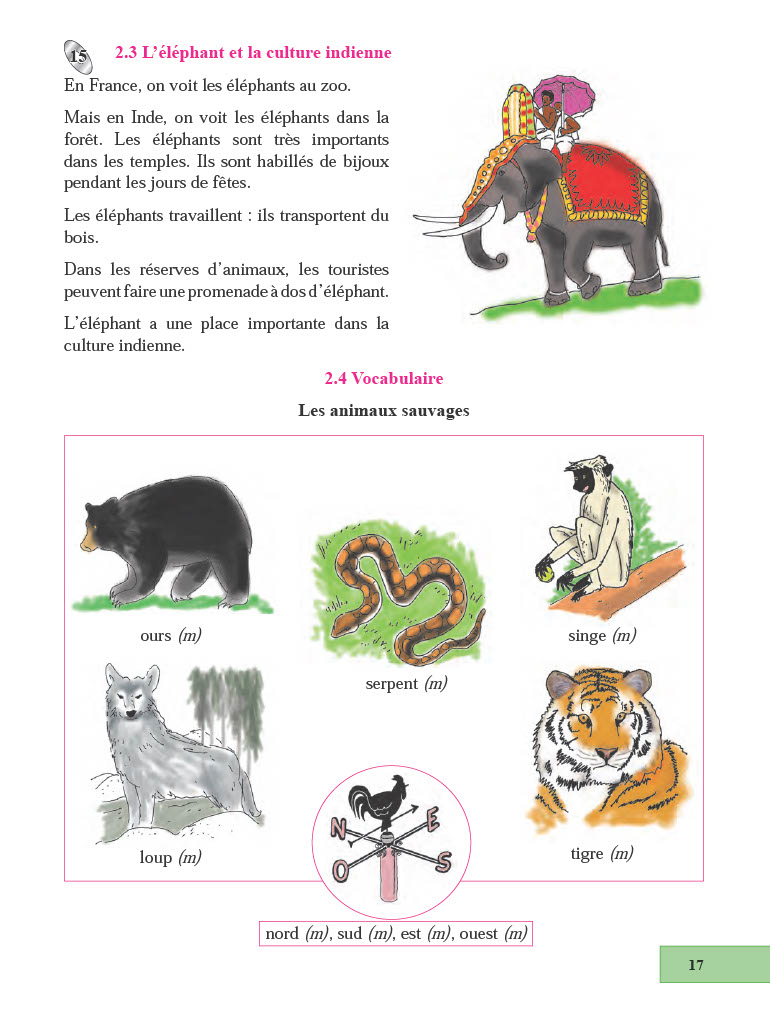 15
2.3 L'éléphant et la culture indienne
En France, on voit les éléphants au zoo.
Mais en Inde, on voit les éléphants dans la
forêt. Les éléphants sont très importants
dans les temples. Ils sont habillés de bijoux
pendant les jours de fêtes.
Les éléphants travaillent : ils transportent du
bois.
Dans les réserves d'animaux, les touristes
peuvent faire une promenade à dos d'éléphant.
L'éléphant a une place importante dans la
culture indienne.
2.4 Vocabulaire
Les animaux sauvages
ours (m)
serpent (m)
singe (m)
loup (m)
tigre (m)
N
E
O
S
nord (m), sud (m), est (m), ouest (m)
17